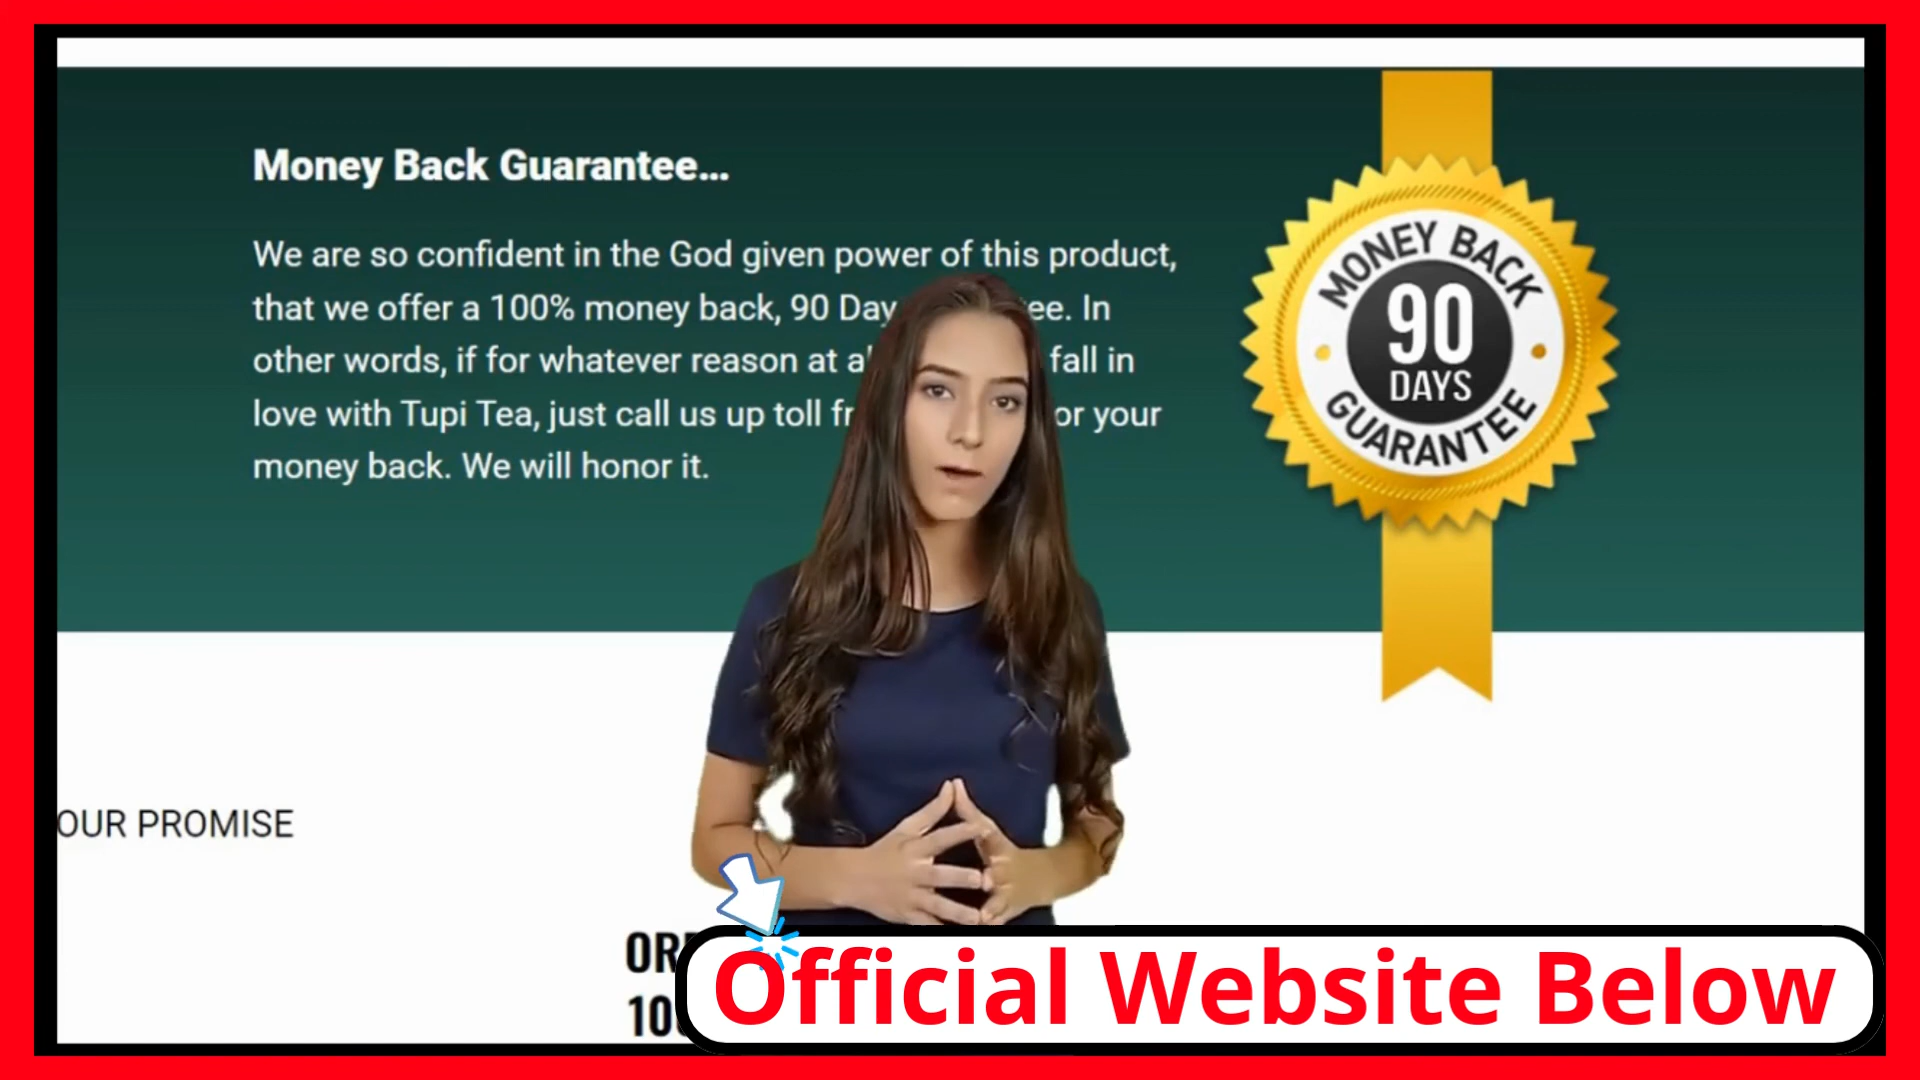 Money Back Guarantee...
We are so confident in the God given power of this product,
that we offer a 100% money back, 90 Day In
other words, if for whatever reason at fall in
love with Tupi Tea, just call us up toll your
money back. We will honor it.
MONEY BACK
90
DAYS
GUARANTEE
OUR PROMISE
Official Website Below